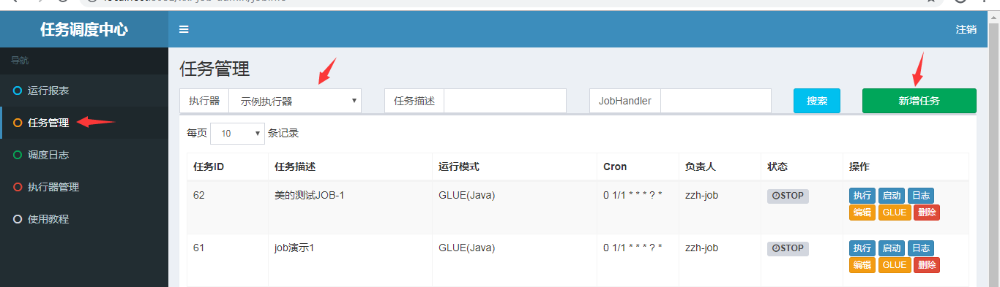 任务调度中心
注销
导航
运行报表
任务管理
调度日志
执行器管理
使用教程
任务管理
执行器 示例执行器 任务描述 JobHandler 搜索 新增任务
每页 10 条记录
任务ID 任务描述 运行模式 Cron 负责人 状态 操作
62 美的测试JOB-1 GLUE(Java) 0 1/1 * * * ? * zzh-job STOP 执行 启动 日志
编辑 GLUE 删除
61 job演示1 GLUE(Java) 0 1/1 * * * ? * zzh-job STOP 执行 启动 日志
编辑 GLUE 删除